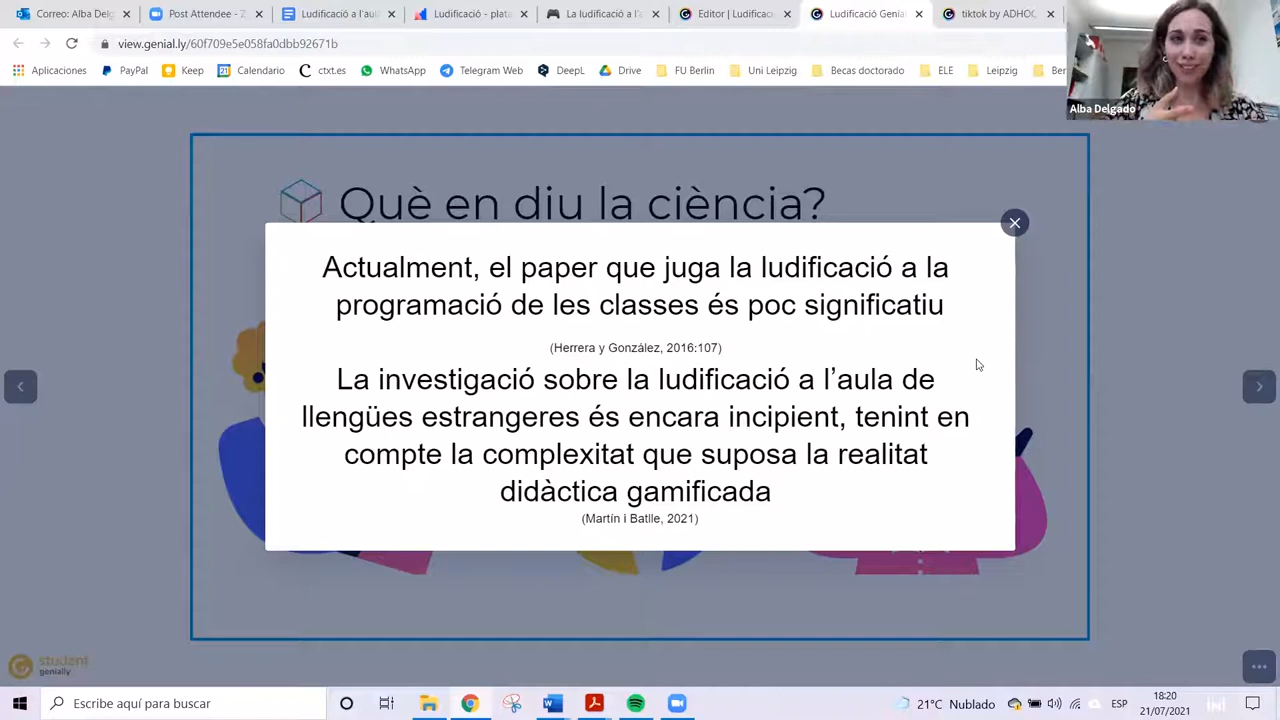 Correo: Alba Delg
Post Attendee - Z
Ludificació a l'aul
Ludificació - plata
La ludificació a l'a
Editor | Ludificac
Ludificació Genial
tiktok by ADHOC
view.genial.ly/60f709e5e058fa0dbb92671b
Aplicaciones
PayPal
Keep
Calendario
ctxt.es
WhatsApp
Telegram Web
DeepL
Drive
FU Berlin
Uni Leipzig
Becas doctorado
ELE
Leipzig
Ber
Alba Delgado
Què en diu la ciència?
Actualment, el paper que juga la ludificació a la
programació de les classes és poc significatiu
(Herrera y González, 2016:107)
La investigació sobre la ludificació a l’aula de
llengües estrangeres és encara incipient, tenint en
compte la complexitat que suposa la realitat
didàctica gamificada
(Martín i Batlle, 2021)
student
genially
Escribe aquí para buscar
21°C Nublado
ESP
18:20
21/07/2021